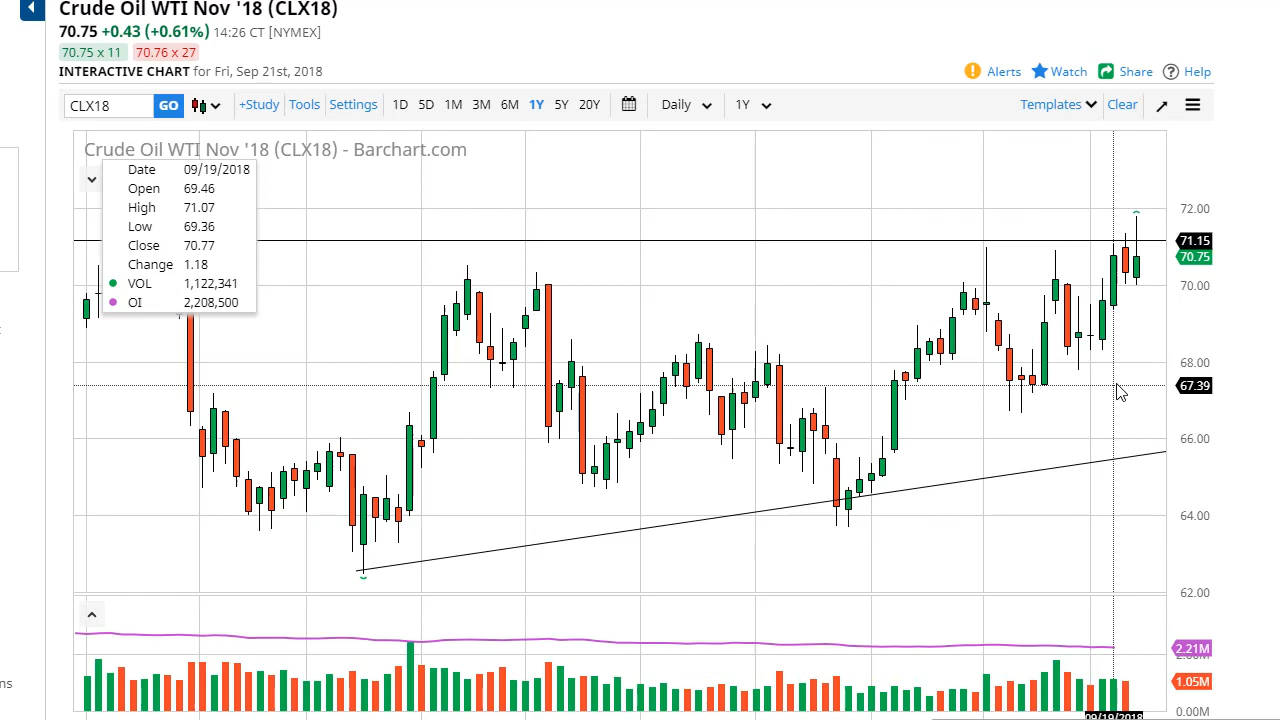 Crude Oil WTI Nov '18 (CLX18)
70.75 +0.43 (+0.61%) 14:26 CT [NYMEX]
70.75 x 11 70.76 x 27
INTERACTIVE CHART for Fri, Sep 21st, 2018
Alerts Watch Share Help
CLX18 GO +Study Tools Settings 1D 5D 1M 3M 6M 1Y 5Y 20Y Daily 1Y Templates Clear
Crude Oil WTI Nov '18 (CLX18) - Barchart.com
Date 09/19/2018
Open 69.46
High 71.07
Low 69.36
Close 70.77
Change 1.18
VOL 1,122,341
OI 2,208,500
72.00
71.15
70.75
70.00
68.00
67.39
66.00
64.00
62.00
2.21M
1.05M
0.00M
09/19/2018
ns